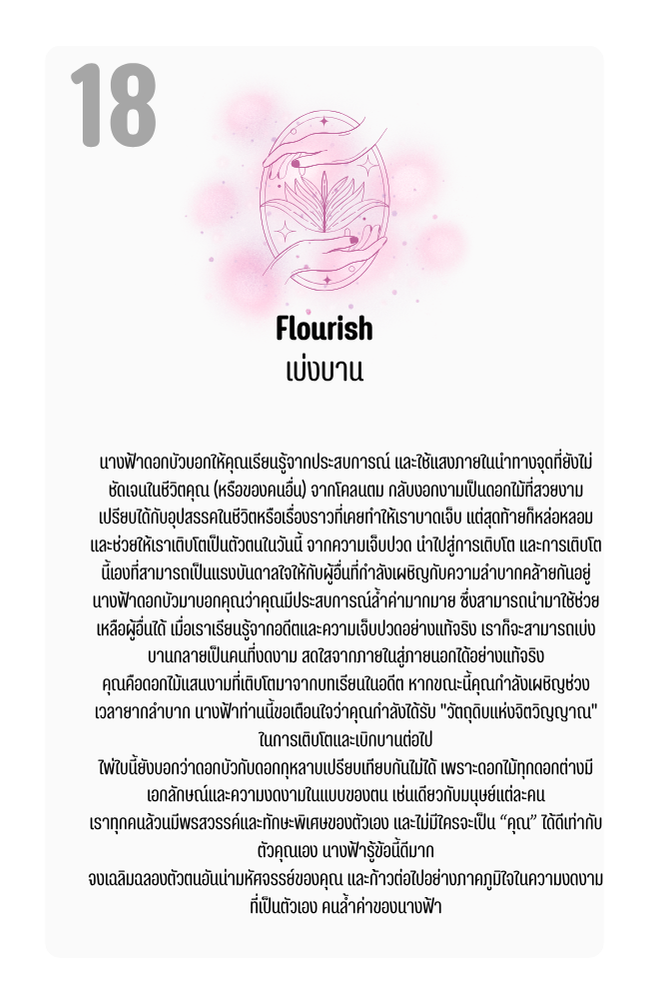 18
Flourish
เบ่งบาน
นางฟ้าดอกบัวบอกให้คุณเรียนรู้จากประสบการณ์ และใช้แสงภายในนำทางจุดที่ยังไม่
ชัดเจนในชีวิตคุณ (หรือของคนอื่น) จากโคลนตม กลับงอกงามเป็นดอกไม้ที่สวยงาม
เปรียบได้กับอุปสรรคในชีวิตหรือเรื่องราวที่เคยทำให้เราบาดเจ็บ แต่สุดท้ายก็หล่อหลอม
และช่วยให้เราเติบโตเป็นตัวตนในวันนี้ จากความเจ็บปวด นำไปสู่การเติบโต และการเติบโต
นี้เองที่สามารถเป็นแรงบันดาลใจให้กับผู้อื่นที่กำลังเผชิญกับความลำบากคล้ายกันอยู่
นางฟ้าดอกบัวมาบอกคุณว่าคุณมีประสบการณ์ล้ำค่ามากมาย ซึ่งสามารถนำมาใช้ช่วย
เหลือผู้อื่นได้ เมื่อเราเรียนรู้จากอดีตและความเจ็บปวดอย่างแท้จริง เราก็จะสามารถเบ่ง
บานกลายเป็นคนที่งดงาม สดใสจากภายในสู่ภายนอกได้อย่างแท้จริง
คุณคือดอกไม้แสนงามที่เติบโตมาจากบทเรียนในอดีต หากขณะนี้คุณกำลังเผชิญช่วง
เวลายากลำบาก นางฟ้าท่านนี้ขอเตือนใจว่าคุณกำลังได้รับ "วัตถุดิบแห่งจิตวิญญาณ"
ในการเติบโตและเบิกบานต่อไป
ไพ่ใบนี้ยังบอกว่าดอกบัวกับดอกกุหลาบเปรียบเทียบกันไม่ได้ เพราะดอกไม้ทุกดอกต่างมี
เอกลักษณ์และความงดงามในแบบของตน เช่นเดียวกับมนุษย์แต่ละคน
เราทุกคนล้วนมีพรสวรรค์และทักษะพิเศษของตัวเอง และไม่มีใครจะเป็น “คุณ” ได้ดีเท่ากับ
ตัวคุณเอง นางฟ้ารู้ข้อนี้ดีมาก
จงเฉลิมฉลองตัวตนอันน่ามหัศจรรย์ของคุณ และก้าวต่อไปอย่างภาคภูมิใจในความงดงาม
ที่เป็นตัวเอง คนล้ำค่าของนางฟ้า